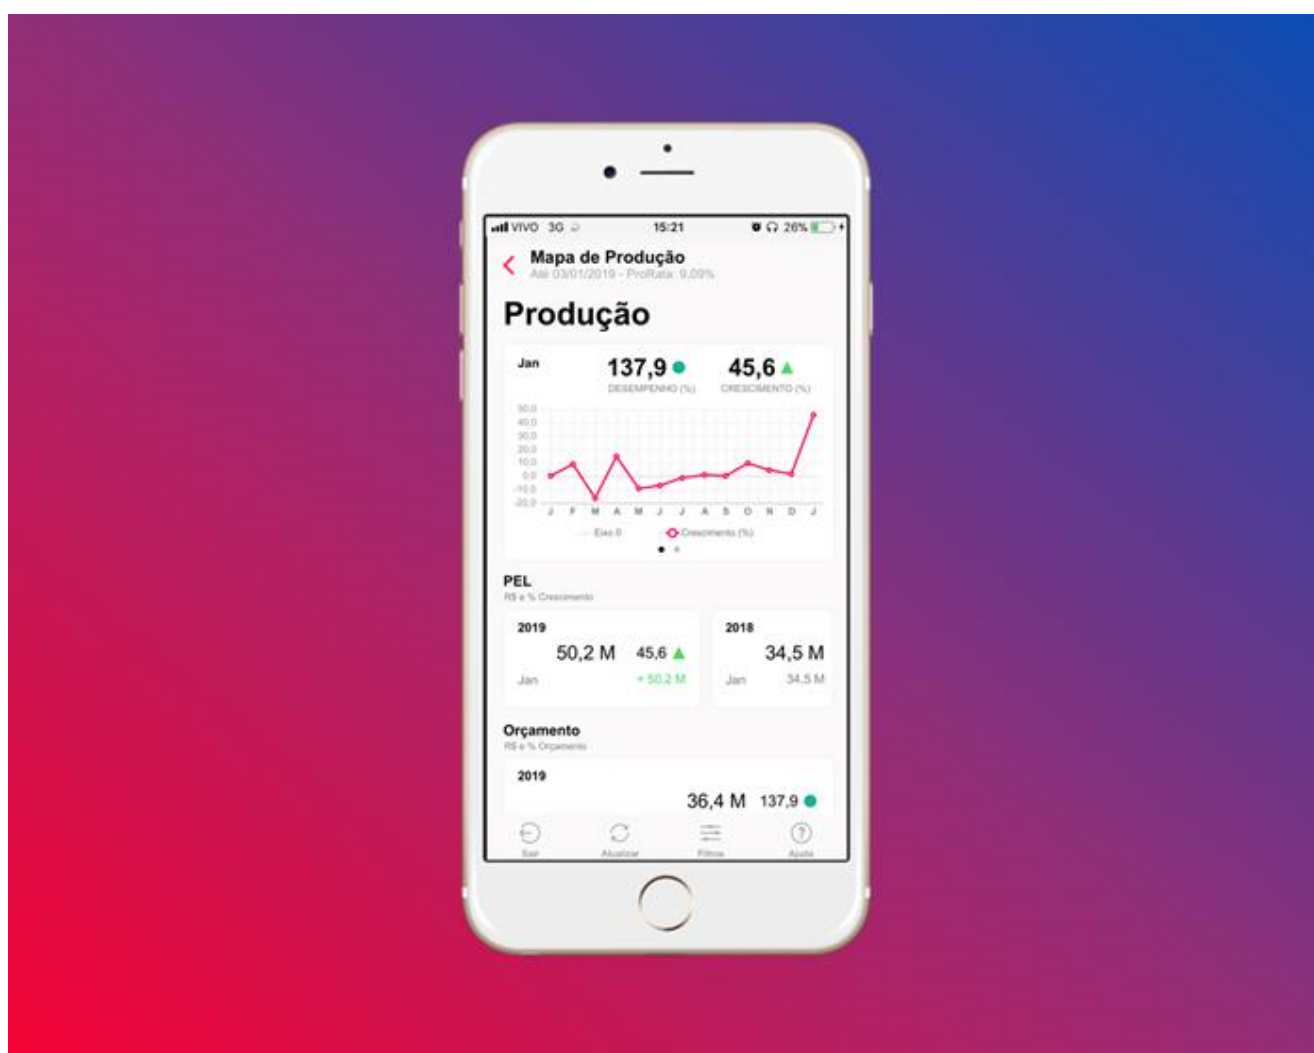 VIVO 3G 15:21 26%
Mapa de Produção
Até 03/01/2019 - ProRata: 9,09%
Produção
Jan 137,9 45,6
DESEMPENHO (%) CRESCIMENTO (%)
50,0
40,0
30,0
20,0
10,0
0,0
-10,0
-20,0
J F M A M J J A S O N D J
Eixo 0 Crescimento (%)
PEL
R$ e % Crescimento
2019 2018
50,2 M 45,6 34,5 M
Jan + 50,2 M Jan 34,5 M
Orçamento
R$ e % Orçamento
2019
36,4 M 137,9
Sair Atualizar Filtros Ajuda